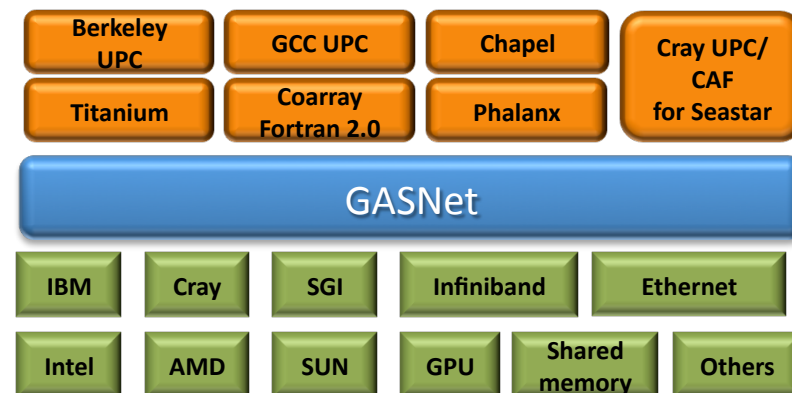 Berkeley
UPC
GCC UPC
Chapel
Cray UPC/
CAF
for Seastar
Titanium
Coarray
Fortran 2.0
Phalanx
GASNet
IBM
Cray
SGI
Infiniband
Ethernet
Intel
AMD
SUN
GPU
Shared
memory
Others